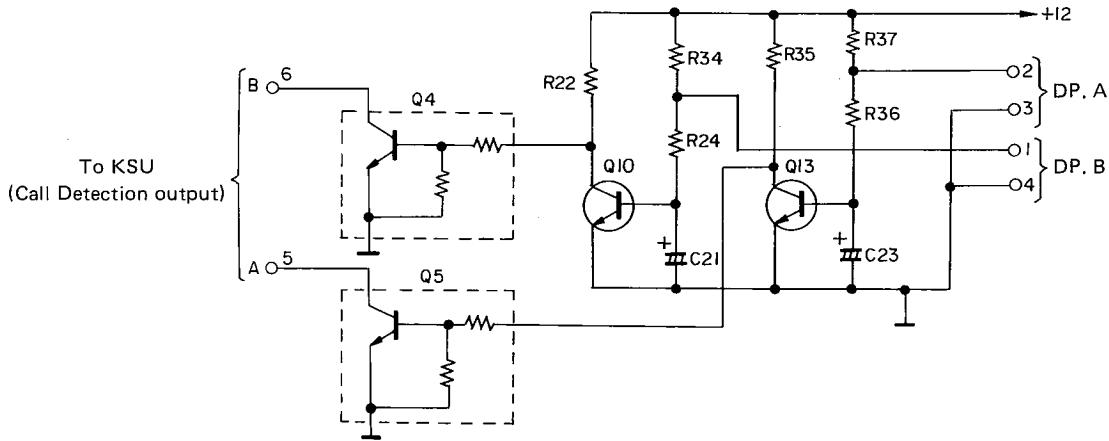 +12
R37
R34
R35
2
B 6
Q4
R22
DP. A
3
R36
R24
To KSU
(Call Detection output)
Q10
Q13
1
DP. B
4
+
C21
+
C23
A 5
Q5